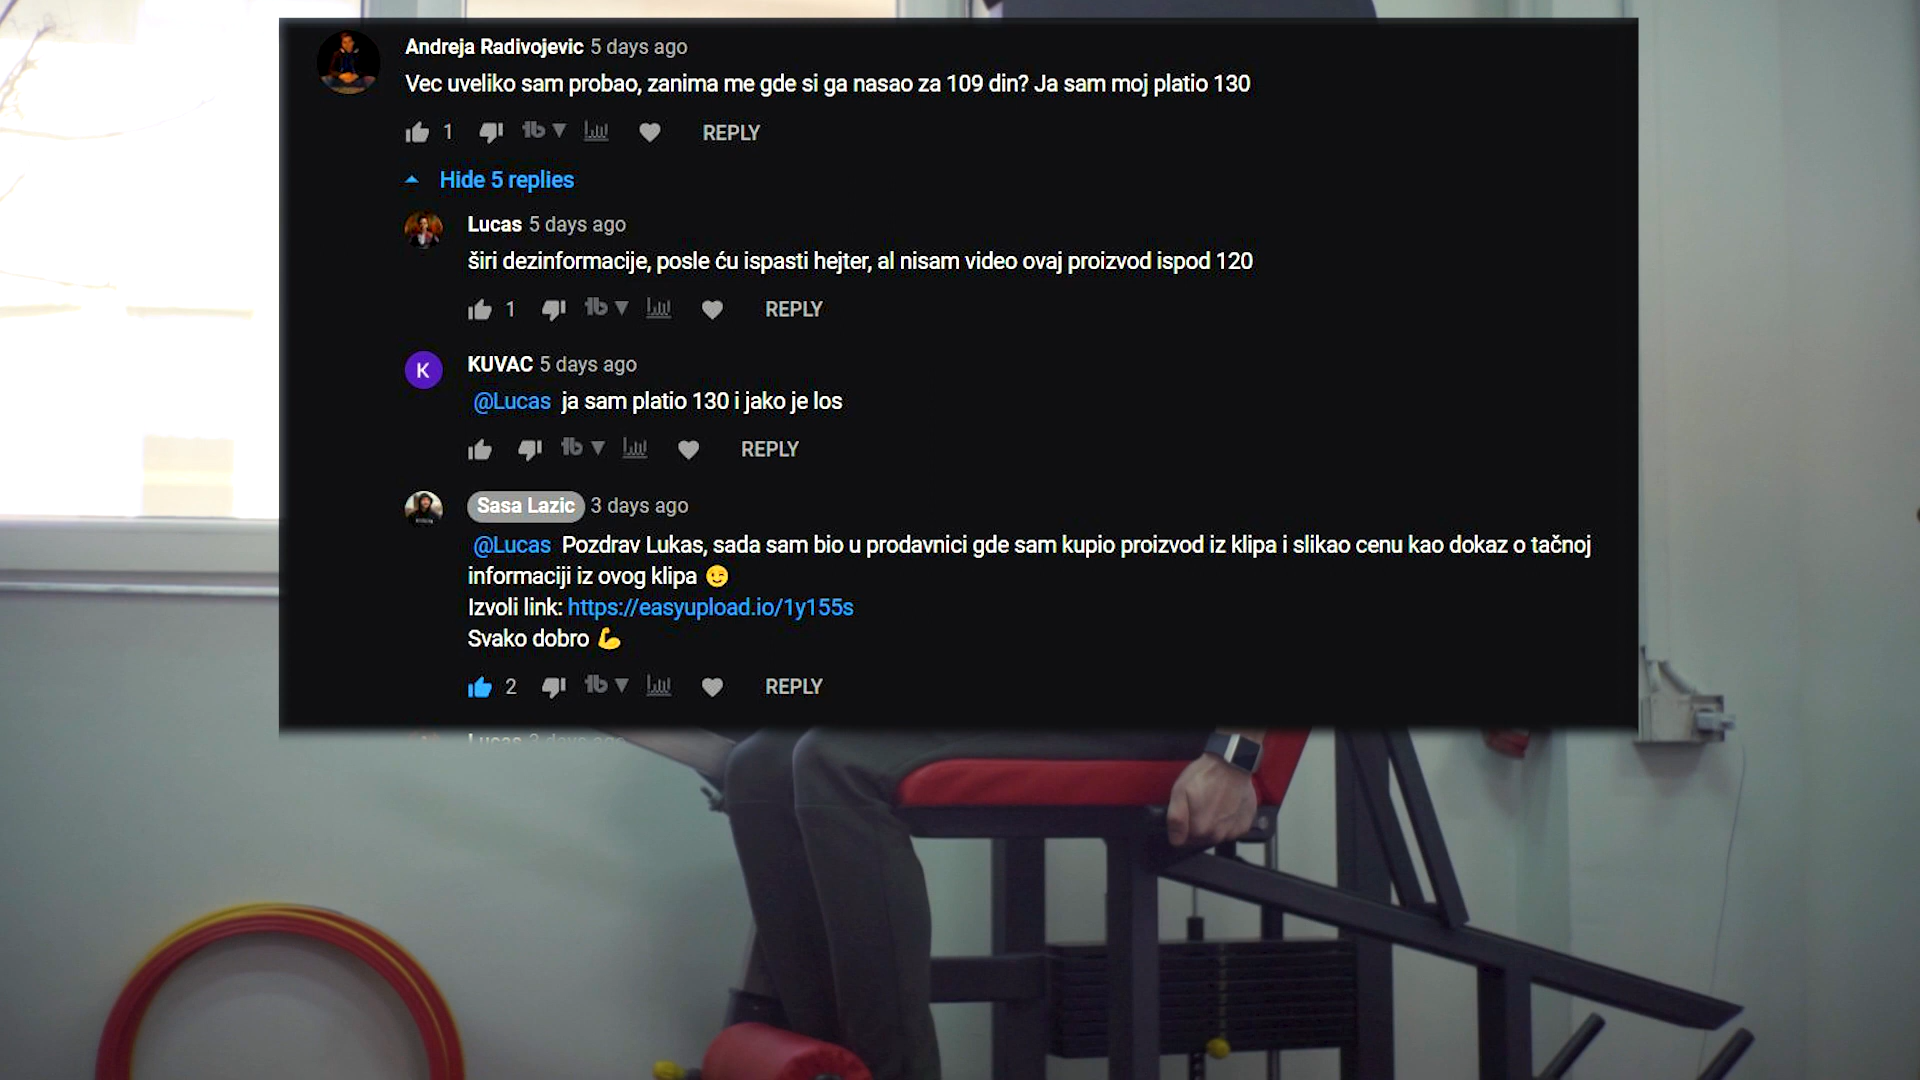 Andreja Radivojevic 5 days ago
Vec uveliko sam probao, zanima me gde si ga nasao za 109 din? Ja sam moj platio 130
1 REPLY
Hide 5 replies
Lucas 5 days ago
širi dezinformacije, posle ću ispasti hejter, al nisam video ovaj proizvod ispod 120
1 REPLY
K KUVAC 5 days ago
@Lucas ja sam platio 130 i jako je los
REPLY
Sasa Lazic 3 days ago
@Lucas Pozdrav Lukas, sada sam bio u prodavnici gde sam kupio proizvod iz klipa i slikao cenu kao dokaz o tačnoj
informaciji iz ovog klipa 😉
Izvoli link: https://easyupload.io/1y155s
Svako dobro 💪
2 REPLY
Lucas 3 days ago